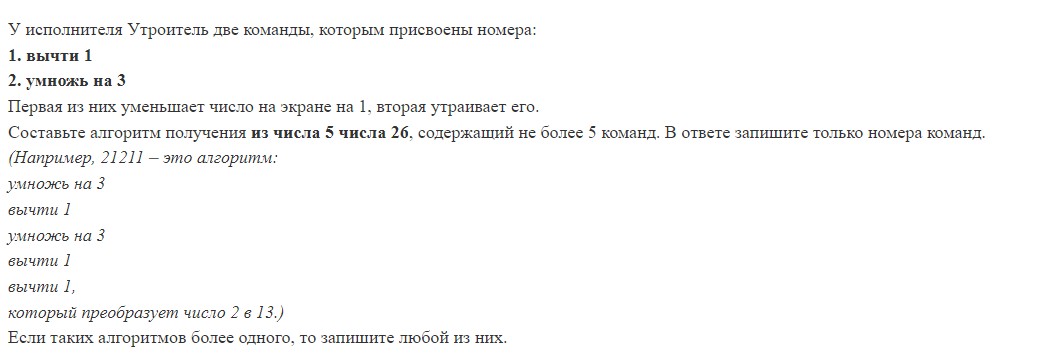 У исполнителя Утроитель две команды, которым присвоены номера:
1. вычти 1
2. умножь на 3
Первая из них уменьшает число на экране на 1, вторая утраивает его.
Составьте алгоритм получения из числа 5 числа 26, содержащий не более 5 команд. В ответе запишите только номера команд.
(Например, 21211 – это алгоритм:
умножь на 3
вычти 1
умножь на 3
вычти 1
вычти 1,
который преобразует число 2 в 13.)
Если таких алгоритмов более одного, то запишите любой из них.